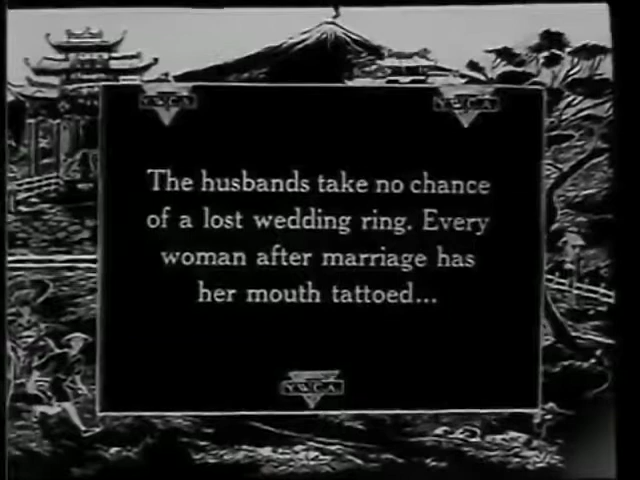 Y.W.C.A. Y.W.C.A.
The husbands take no chance
of a lost wedding ring. Every
woman after marriage has
her mouth tattoed...
Y.W.C.A.